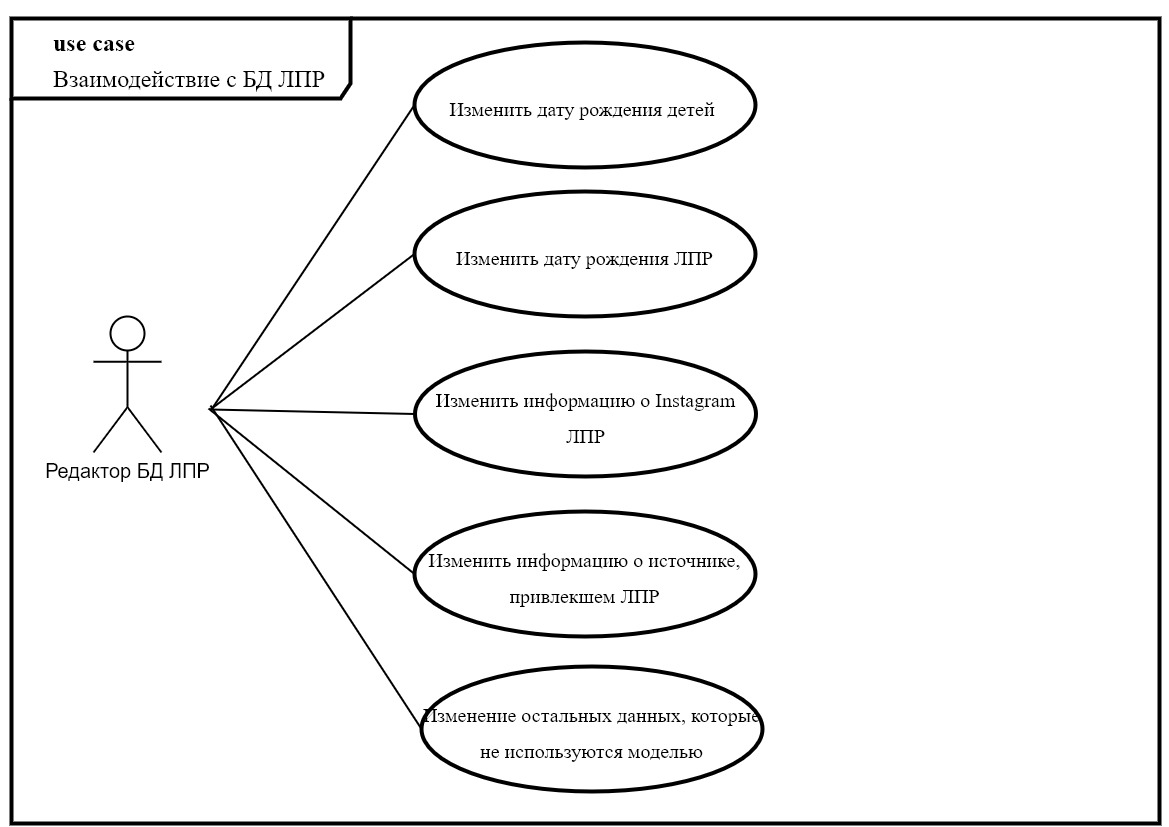 use case
Взаимодействие с БД ЛПР
Изменить дату рождения детей
Изменить дату рождения ЛПР
Изменить информацию о Instagram
ЛПР
Редактор БД ЛПР
Изменить информацию о источнике,
привлекшем ЛПР
Изменение остальных данных, которые
не используются моделью